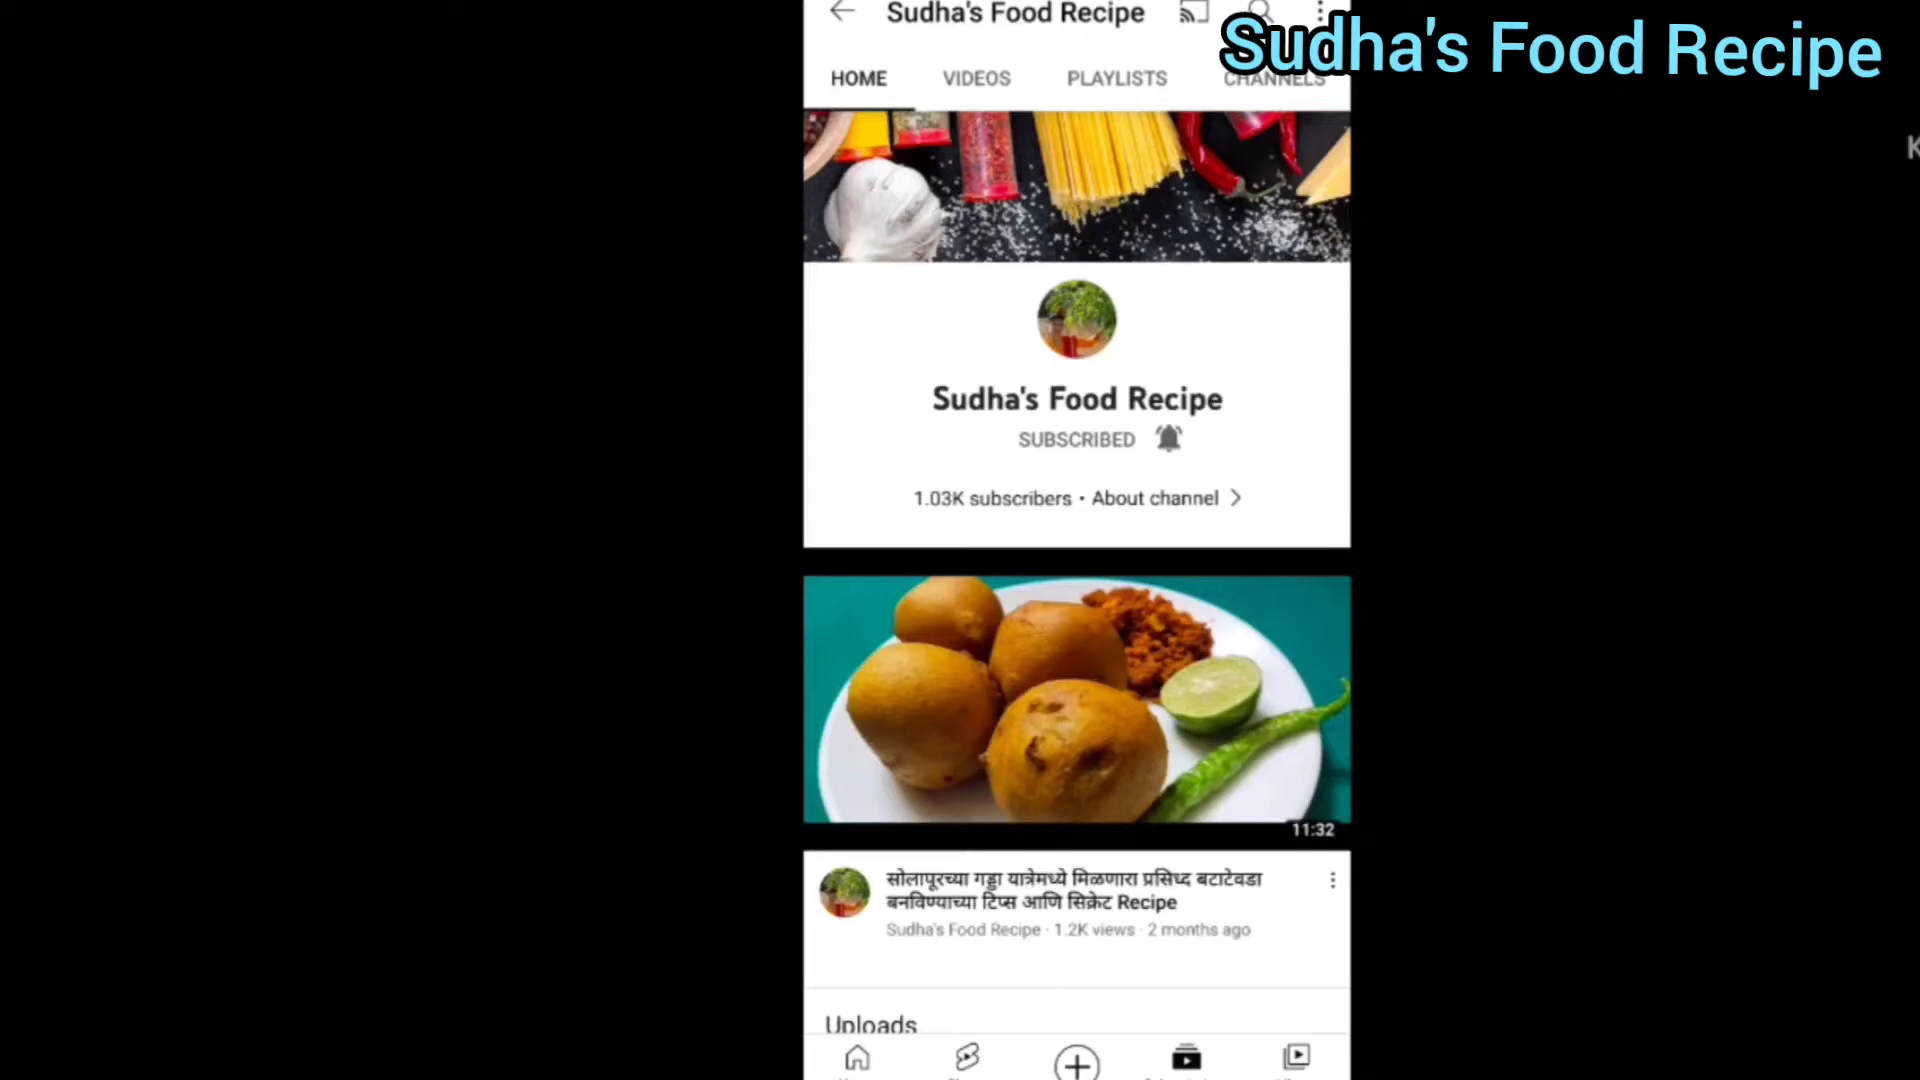 Sudha's Food Recipe
Sudha's Food Recipe
HOME VIDEOS PLAYLISTS CHANNELS
Sudha's Food Recipe
SUBSCRIBED
1.03K subscribers • About channel
11:32
सोलापूरच्या गड्डा यात्रेमध्ये मिळणारा प्रसिध्द बटाटेवडा
बनविण्याच्या टिप्स आणि सिक्रेट Recipe
Sudha's Food Recipe · 1.2K views · 2 months ago
Uploads